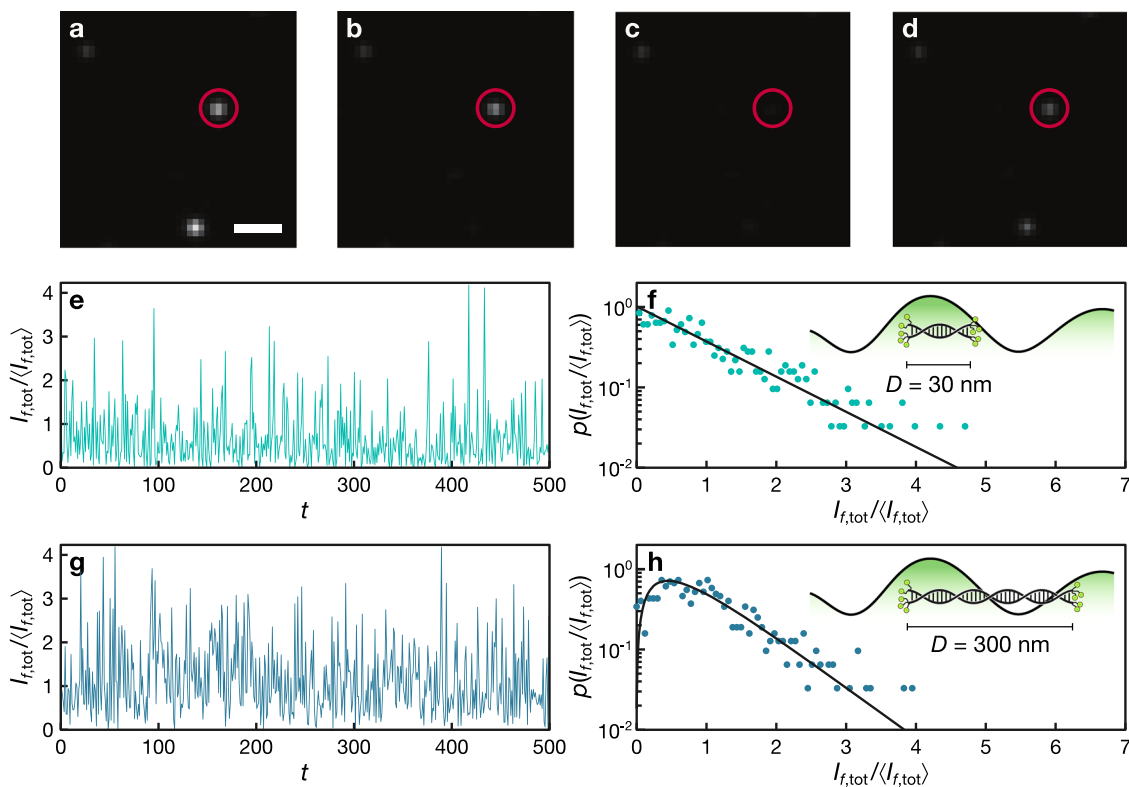 a b c d
e
4
3
2
1
0
I_f,tot/⟨I_f,tot⟩
0 100 200 300 400 500
t
f
10^0
10^-1
10^-2
p(I_f,tot/⟨I_f,tot⟩)
D = 30 nm
0 1 2 3 4 5 6 7
I_f,tot/⟨I_f,tot⟩
g
4
3
2
1
0
I_f,tot/⟨I_f,tot⟩
0 100 200 300 400 500
t
h
10^0
10^-1
10^-2
p(I_f,tot/⟨I_f,tot⟩)
D = 300 nm
0 1 2 3 4 5 6 7
I_f,tot/⟨I_f,tot⟩